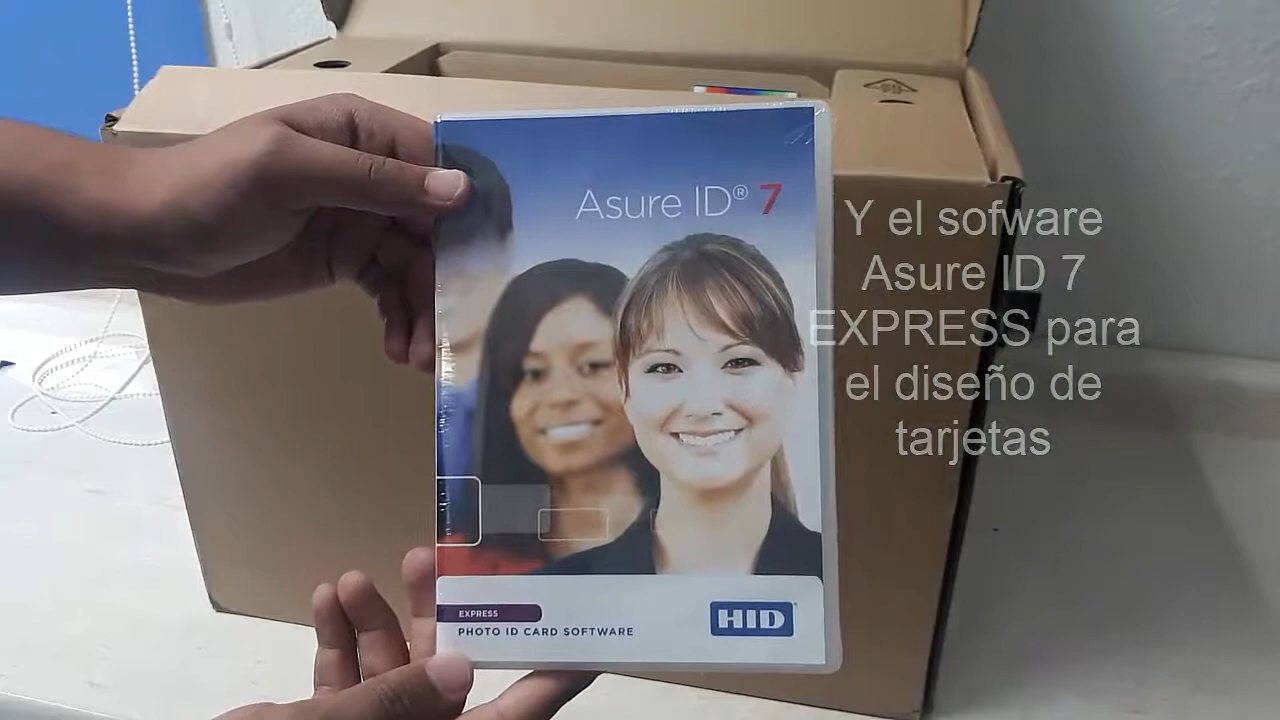 Asure ID® 7
Y el sofware
Asure ID 7
EXPRESS para
el diseño de
tarjetas
EXPRESS
PHOTO ID CARD SOFTWARE
HID